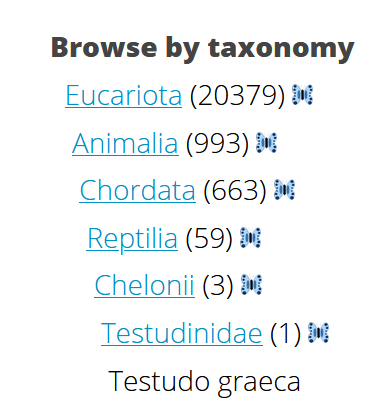 Browse by taxonomy
Eucariota (20379)
Animalia (993)
Chordata (663)
Reptilia (59)
Chelonii (3)
Testudinidae (1)
Testudo graeca